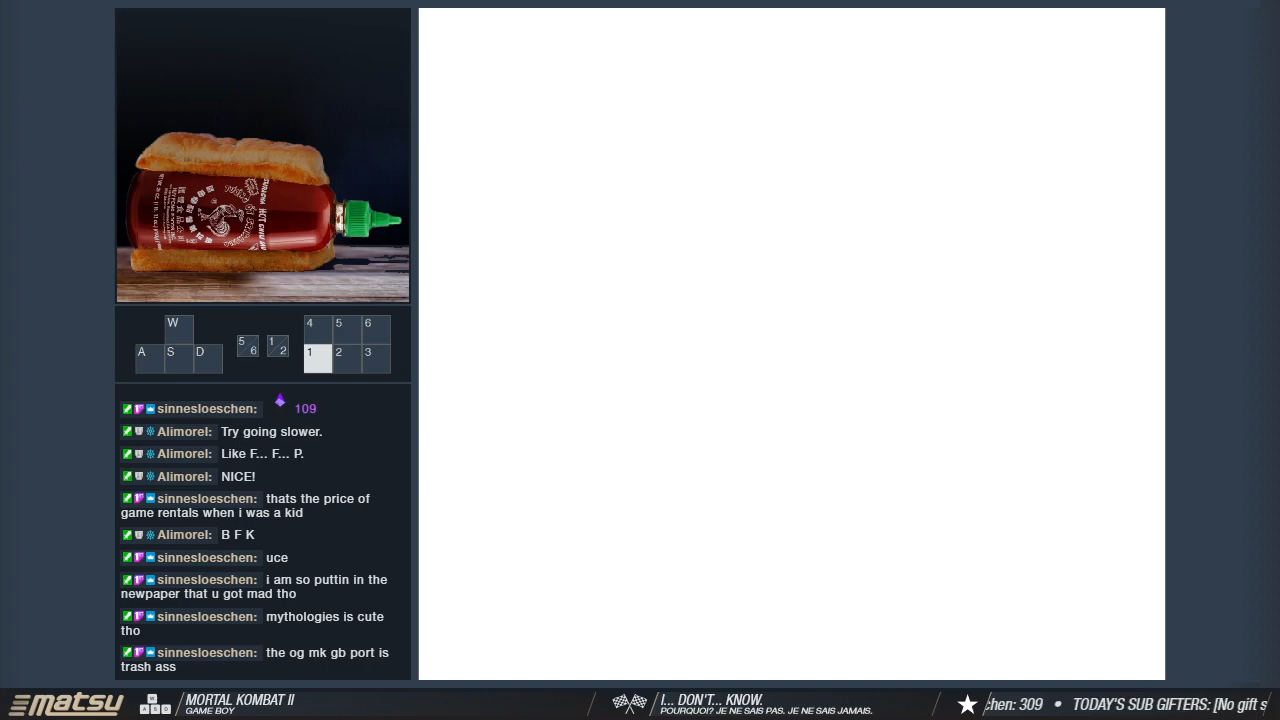 W
A S D
5 6
1 2
4 5 6
1 2 3
sinnesloeschen: 109
Alimorel: Try going slower.
Alimorel: Like F... F... P.
Alimorel: NICE!
sinnesloeschen: thats the price of
game rentals when i was a kid
Alimorel: B F K
sinnesloeschen: uce
sinnesloeschen: i am so puttin in the
newpaper that u got mad tho
sinnesloeschen: mythologies is cute
tho
sinnesloeschen: the og mk gb port is
trash ass
matsu
W
A S D
MORTAL KOMBAT II
GAME BOY
I... DON'T... KNOW.
POURQUOI? JE NE SAIS PAS. JE NE SAIS JAMAIS.
hen: 309 • TODAY'S SUB GIFTERS: [No gift s